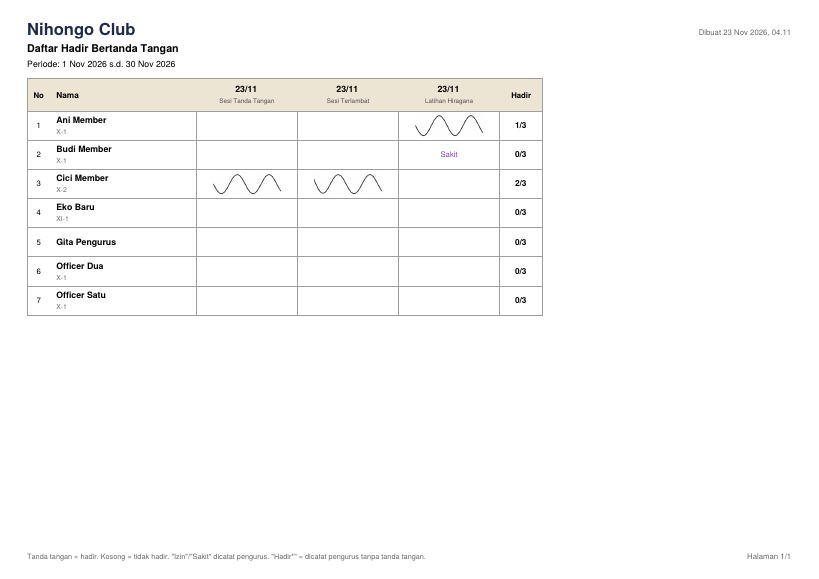 Nihongo Club
Dibuat 23 Nov 2026, 04.11
Daftar Hadir Bertanda Tangan
Periode: 1 Nov 2026 s.d. 30 Nov 2026
No Nama 23/11 23/11 23/11 Hadir
Sesi Tanda Tangan Sesi Terlambat Latihan Hiragana
1 Ani Member 1/3
X-1
2 Budi Member Sakit 0/3
X-1
3 Cici Member 2/3
X-2
4 Eko Baru 0/3
XI-1
5 Gita Pengurus 0/3
6 Officer Dua 0/3
X-1
7 Officer Satu 0/3
X-1
Tanda tangan = hadir. Kosong = tidak hadir. "Izin"/"Sakit" dicatat pengurus. "Hadir*" = dicatat pengurus tanpa tanda tangan.
Halaman 1/1